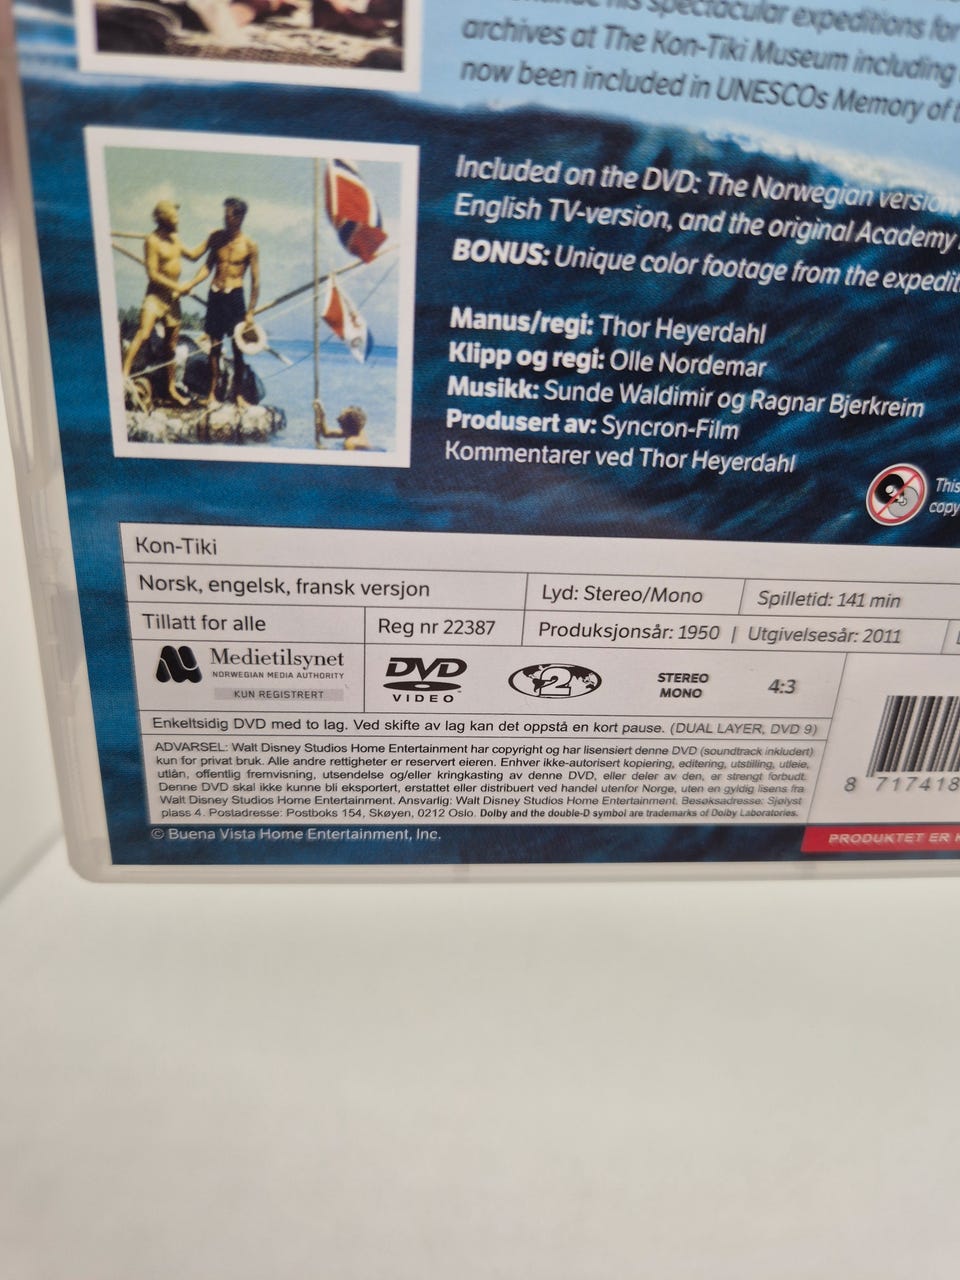 his spectacular expeditions for
archives at The Kon-Tiki Museum including
now been included in UNESCOs Memory of
Included on the DVD: The Norwegian version
English TV-version, and the original Academy
BONUS: Unique color footage from the
Manus/regi: Thor Heyerdahl
Klipp og regi: Olle Nordemar
Musikk: Sunde Waldimir og Ragnar Bjerkreim
Produsert av: Syncron-Film
Kommentarer ved Thor Heyerdahl
This
copy
Kon-Tiki
Norsk, engelsk, fransk versjon
Lyd: Stereo/Mono
Spilletid: 141 min
Tillatt for alle
Reg nr 22387
Produksjonsår: 1950 | Utgivelsesår: 2011
Medietilsynet
NORWEGIAN MEDIA AUTHORITY
KUN REGISTRERT
DVD
VIDEO
2
STEREO
MONO
4:3
Enkeltsidig DVD med to lag. Ved skifte av lag kan det oppstå en kort pause. (DUAL LAYER, DVD 9)
ADVARSEL: Walt Disney Studios Home Entertainment har copyright og har lisensiert denne DVD (soundtrack inkludert)
kun for privat bruk. Alle andre rettigheter er reservert eieren. Enhver ikke-autorisert kopiering, editering, utstilling, utleie,
utlån, offentlig fremvisning, utsendelse og/eller kringkasting av denne DVD, eller deler av den, er strengt forbudt.
Denne DVD skal ikke kunne bli eksportert, erstattet eller distribuert ved handel utenfor Norge, uten en gyldig lisens fra
Walt Disney Studios Home Entertainment. Ansvarlig: Walt Disney Studios Home Entertainment. Besøksadresse: Sjølyst
plass 4. Postadresse: Postboks 154, Skøyen, 0212 Oslo. Dolby and the double-D symbol are trademarks of Dolby Laboratories.
8 717418
© Buena Vista Home Entertainment, Inc.
PRODUKTET ER